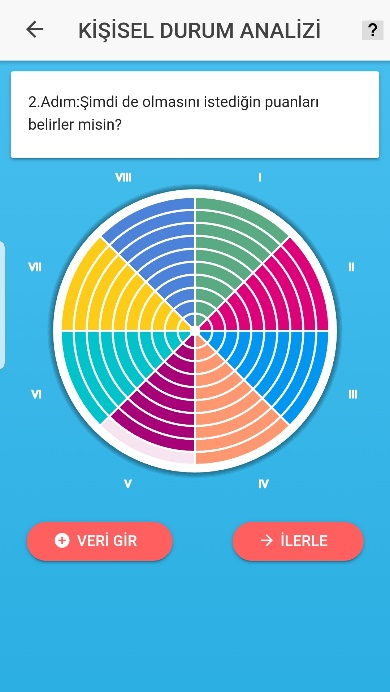 KİŞİSEL DURUM ANALİZİ
?
2.Adım:Şimdi de olmasını istediğin puanları
belirler misin?
VIII
I
VII
II
VI
III
V
IV
VERİ GİR
İLERLE